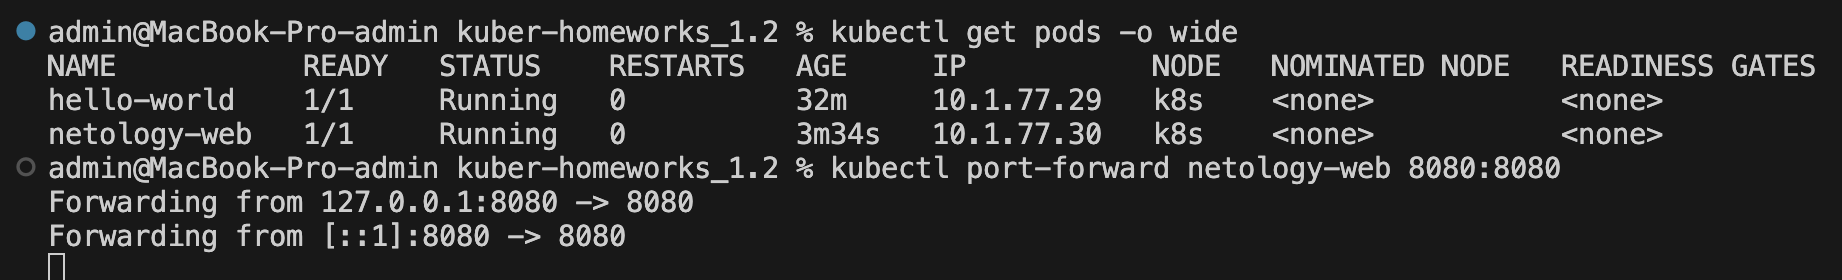 admin@MacBook-Pro-admin kuber-homeworks_1.2 % kubectl get pods -o wide
NAME READY STATUS RESTARTS AGE IP NODE NOMINATED NODE READINESS GATES
hello-world 1/1 Running 0 32m 10.1.77.29 k8s <none> <none>
netology-web 1/1 Running 0 3m34s 10.1.77.30 k8s <none> <none>
admin@MacBook-Pro-admin kuber-homeworks_1.2 % kubectl port-forward netology-web 8080:8080
Forwarding from 127.0.0.1:8080 -> 8080
Forwarding from [::1]:8080 -> 8080